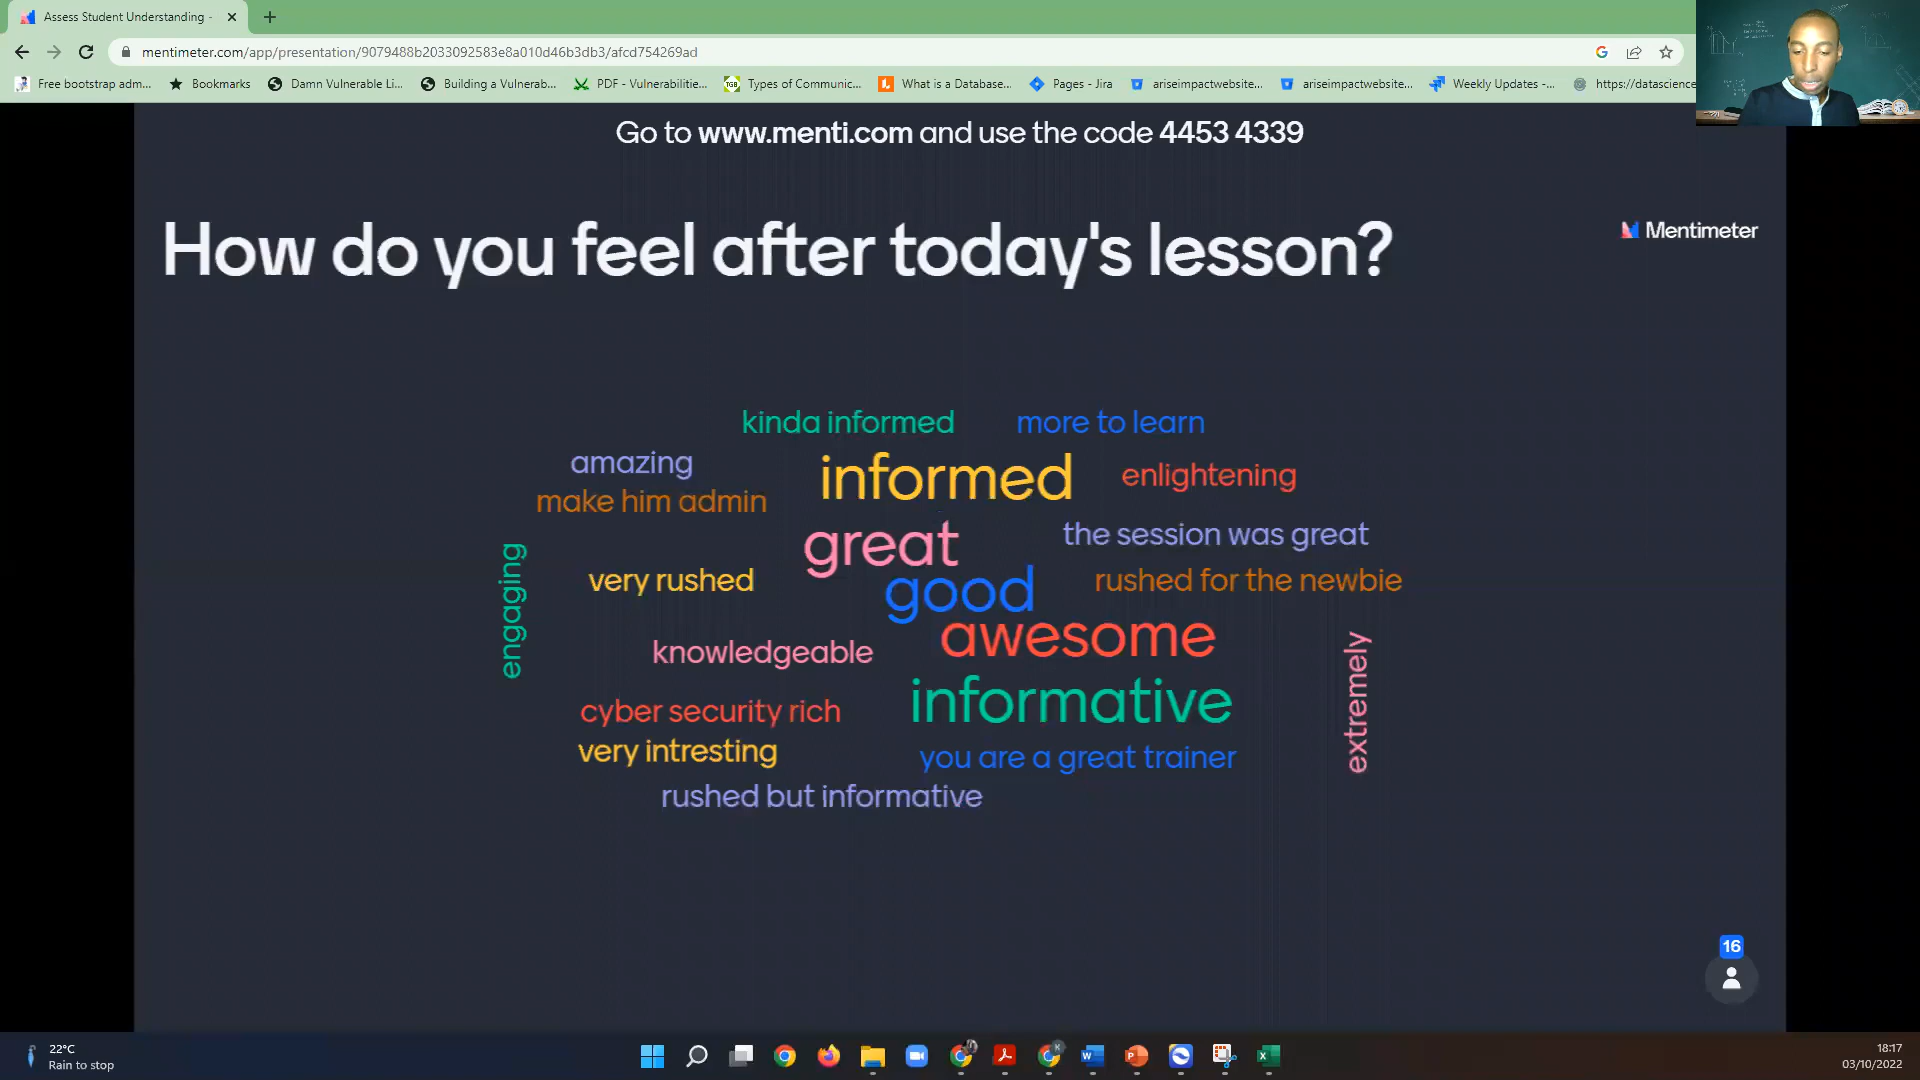 Assess Student Understanding -
mentimeter.com/app/presentation/9079488b2033092583e8a010d46b3db3/afcd754269ad
Free bootstrap adm...
Bookmarks
Damn Vulnerable Li...
Building a Vulnerab...
PDF - Vulnerabilitie...
Types of Communic...
What is a Database...
Pages - Jira
ariseimpactwebsite...
ariseimpactwebsite...
Weekly Updates -...
https://datascience
Go to www.menti.com and use the code 4453 4339
How do you feel after today's lesson?
Mentimeter
kinda informed
more to learn
amazing
informed
enlightening
make him admin
great
the session was great
engaging
very rushed
good
rushed for the newbie
awesome
knowledgeable
extremely
informative
cyber security rich
very intresting
you are a great trainer
rushed but informative
16
22°C
Rain to stop
18:17
03/10/2022